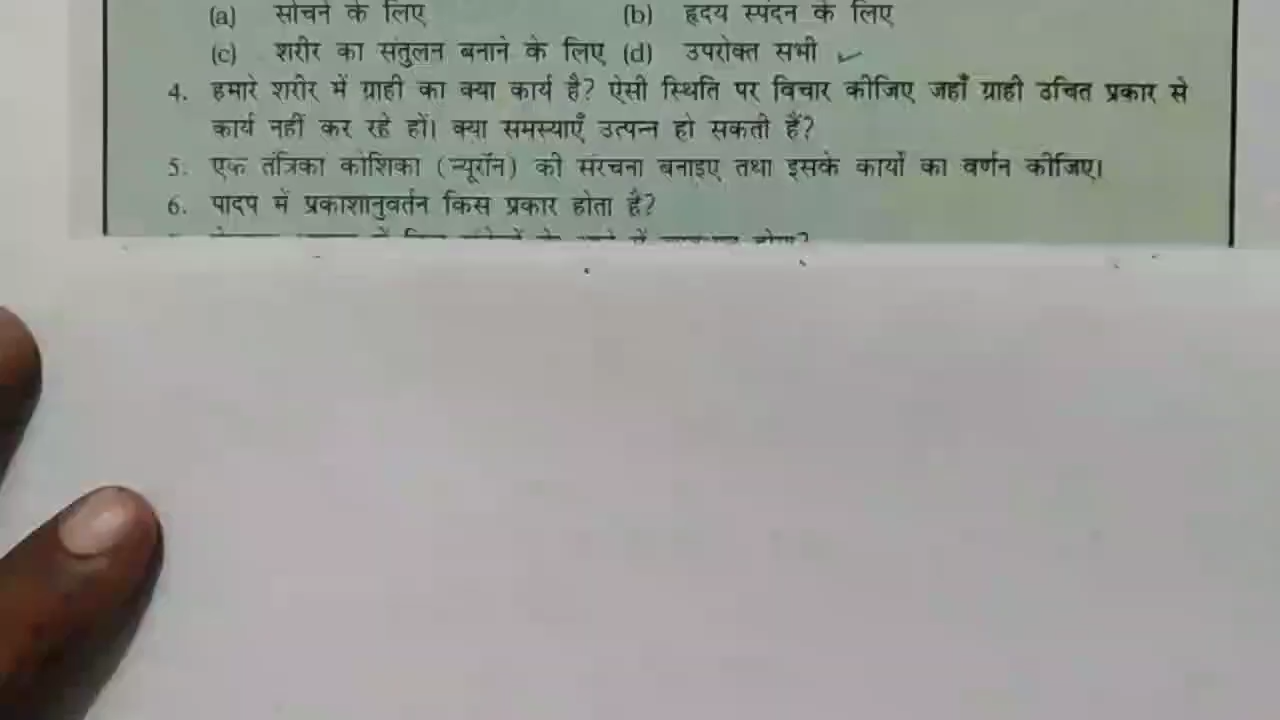 (a) सोचने के लिए (b) हृदय स्पंदन के लिए
(c) शरीर का संतुलन बनाने के लिए (d) उपरोक्त सभी
4. हमारे शरीर में ग्राही का क्या कार्य है? ऐसी स्थिति पर विचार कीजिए जहाँ ग्राही उचित प्रकार से
कार्य नहीं कर रहे हों। क्या समस्याएँ उत्पन्न हो सकती हैं?
5. एक तंत्रिका कोशिका (न्यूरॉन) की संरचना बनाइए तथा इसके कार्यों का वर्णन कीजिए।
6. पादप में प्रकाशानुवर्तन किस प्रकार होता है?